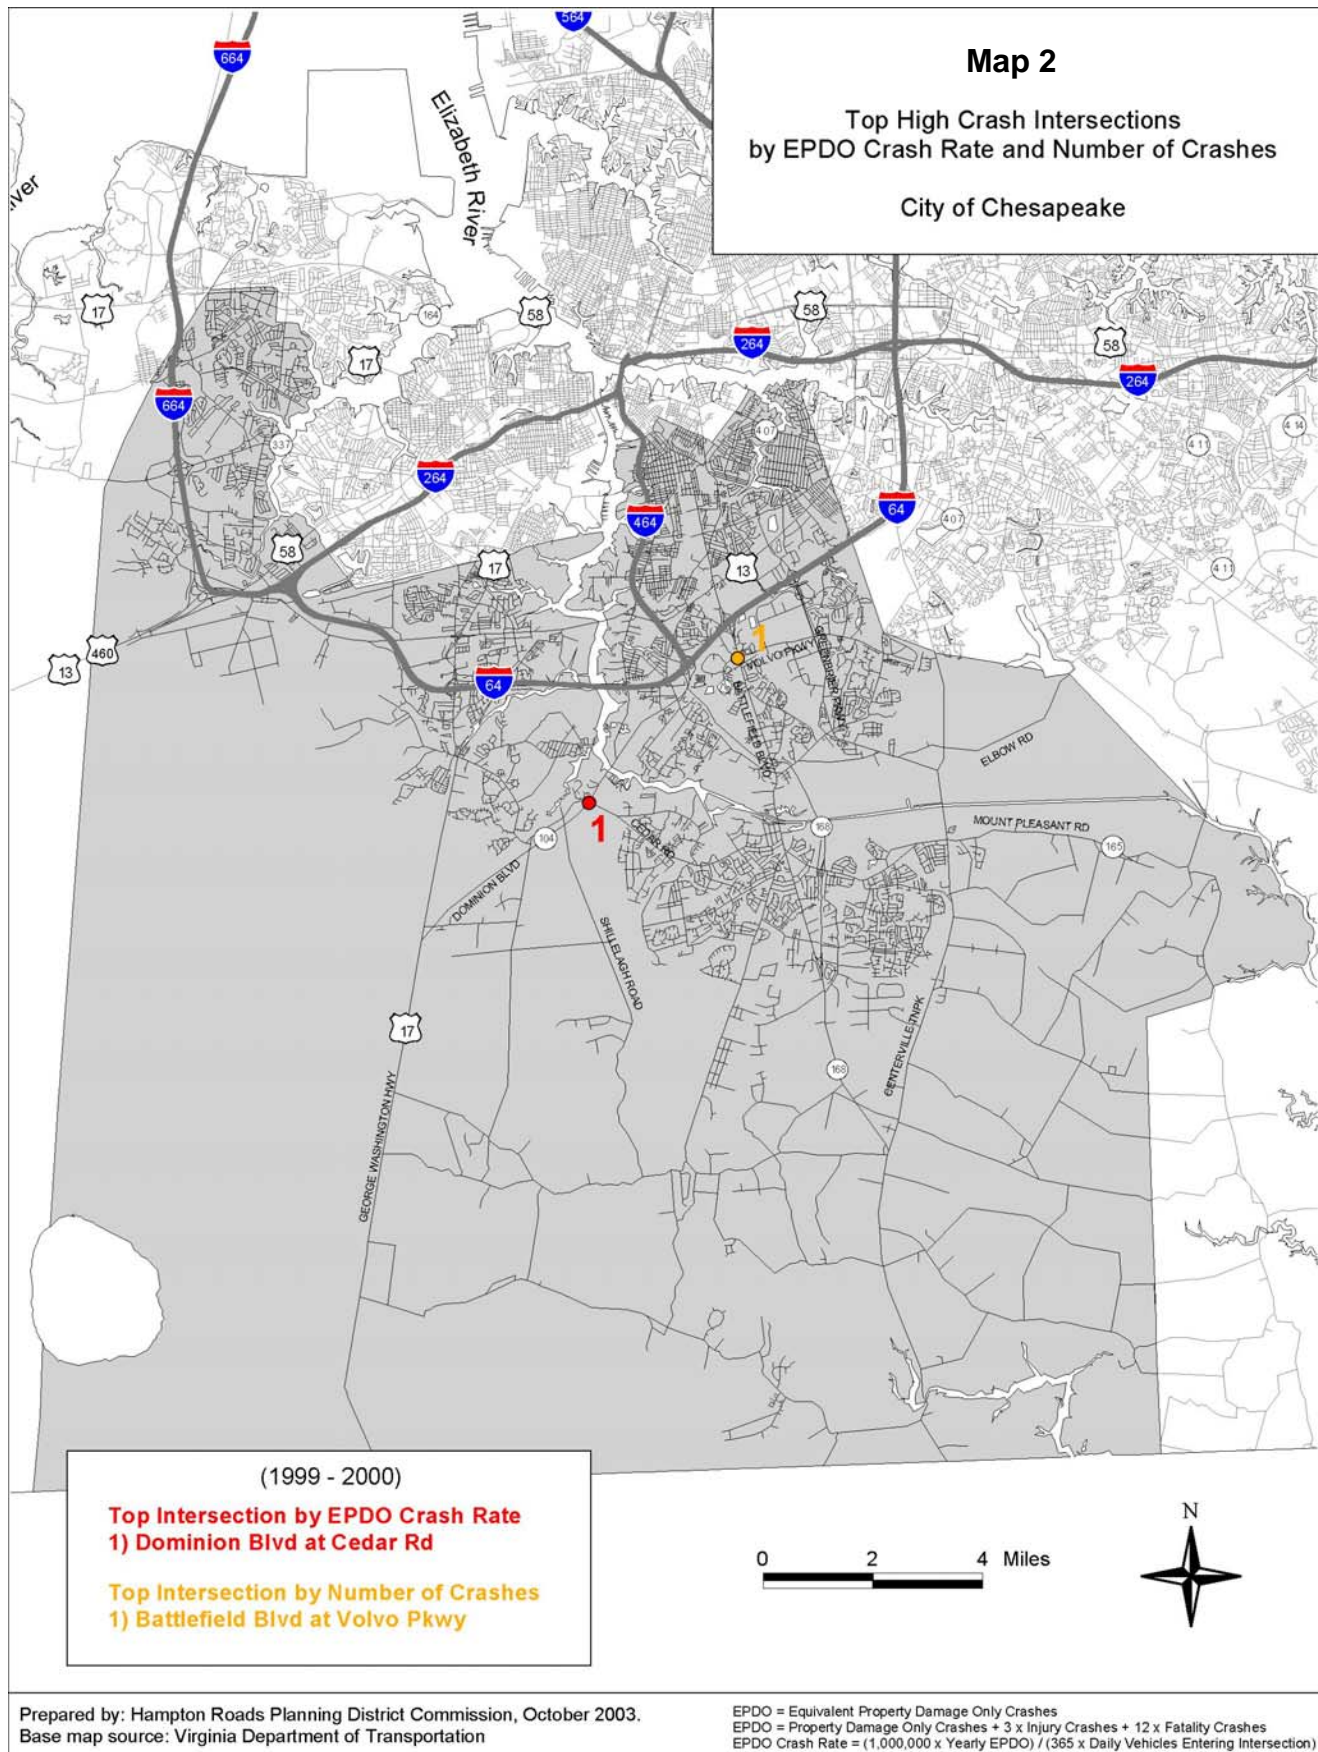 Map 2
Top High Crash Intersections
by EPDO Crash Rate and Number of Crashes
City of Chesapeake
564
664
Elizabeth River
17
164
58
58
58
17
264
264
664
337
407
411
414
264
464
64
407
58
17
13
411
1
VOLVO PKWY
GREENBRIER PKWY
460
13
64
BATTLEFIELD BLVD
ELBOW RD
1
CEDAR RD
168
MOUNT PLEASANT RD
165
104
DOMINION BLVD
SHILLELAGH ROAD
17
CENTERVILLE TNPK
168
GEORGE WASHINGTON HWY
(1999 - 2000)
Top Intersection by EPDO Crash Rate
1) Dominion Blvd at Cedar Rd
Top Intersection by Number of Crashes
1) Battlefield Blvd at Volvo Pkwy
0 2 4 Miles
N
Prepared by: Hampton Roads Planning District Commission, October 2003.
Base map source: Virginia Department of Transportation
EPDO = Equivalent Property Damage Only Crashes
EPDO = Property Damage Only Crashes + 3 x Injury Crashes + 12 x Fatality Crashes
EPDO Crash Rate = (1,000,000 x Yearly EPDO) / (365 x Daily Vehicles Entering Intersection)